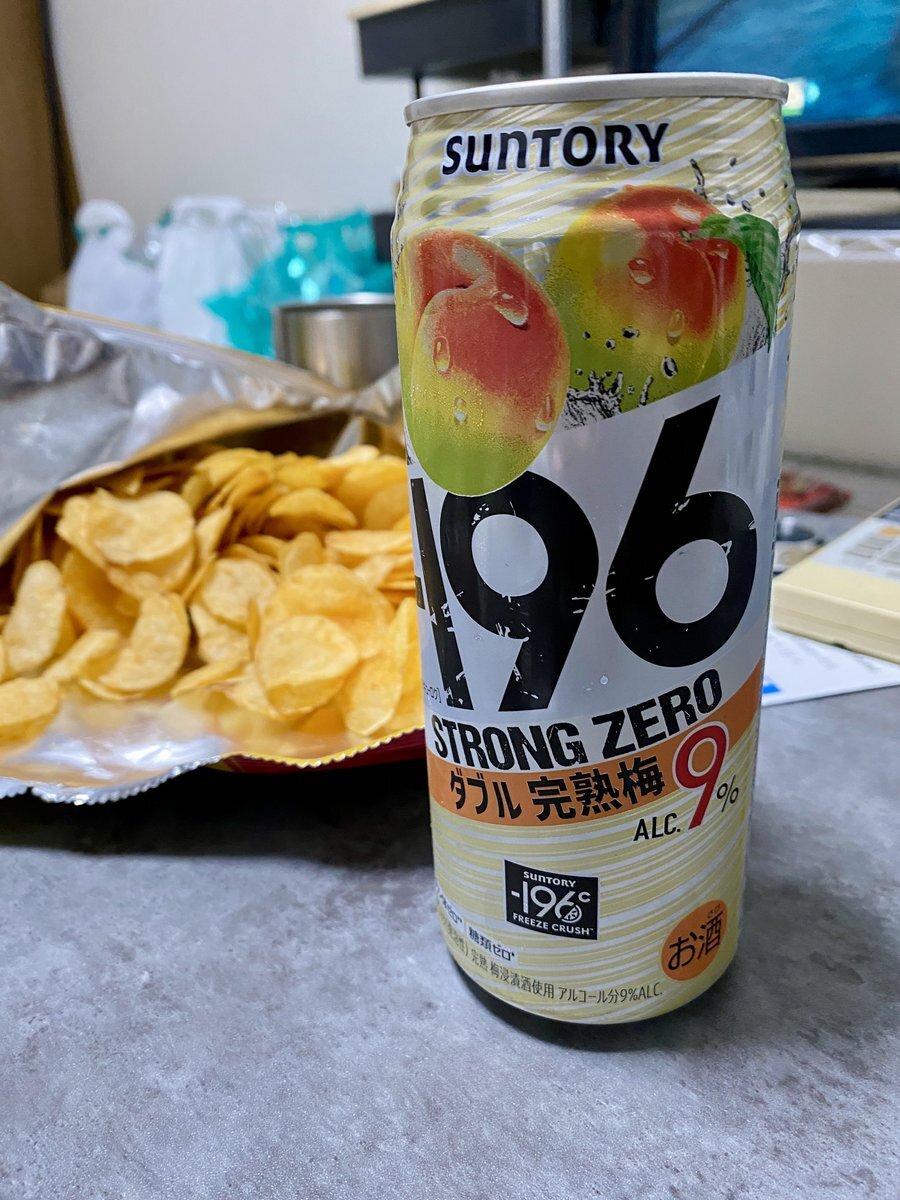 SUNTORY
-196
STRONG ZERO
ダブル 完熟梅 9%
ALC.
SUNTORY
-196℃
FREEZE CRUSH™
糖類ゼロ*
お酒
完熟梅浸漬酒使用 アルコール分9%ALC.